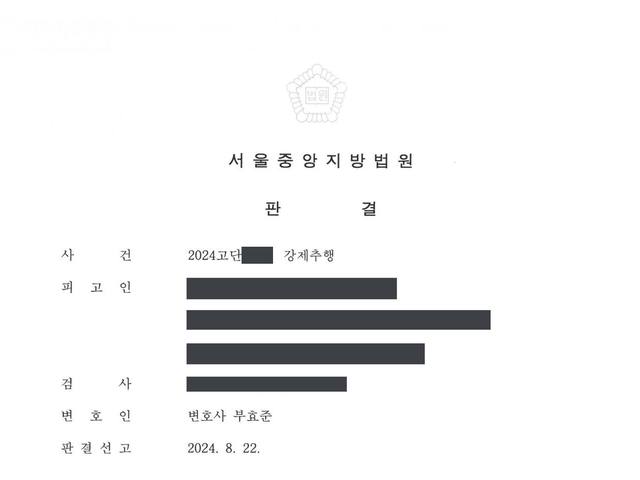 법원
서울중앙지방법원
판 결
사 건 2024고단 강제추행
피 고 인
검 사
변 호 인 변호사 부효준
판 결 선 고 2024. 8. 22.